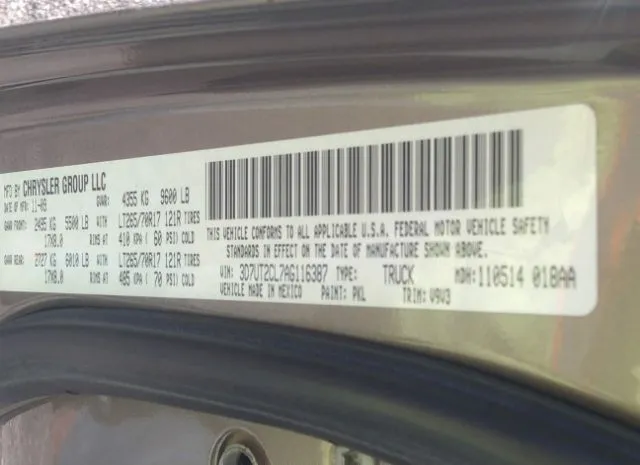 MFD BY CHRYSLER GROUP LLC
DATE OF MFR 11-09 GVWR: 4355 KG 9600 LB
GAWR FRONT: 2495 KG 5500 LB WITH LT265/70R17 121R TIRES
17X8.0 RIMS AT 410 KPA ( 60 PSI) COLD
GAWR REAR: 2727 KG 6010 LB WITH LT265/70R17 121R TIRES
17X8.0 RIMS AT 485 KPA ( 70 PSI) COLD
THIS VEHICLE CONFORMS TO ALL APPLICABLE U.S.A. FEDERAL MOTOR VEHICLE SAFETY
STANDARDS IN EFFECT ON THE DATE OF MANUFACTURE SHOWN ABOVE.
VIN: 3D7UT2CL7AG116387 TYPE: TRUCK MDH: 110514 018AA
VEHICLE MADE IN MEXICO PAINT: PKL TRIM: V9V3